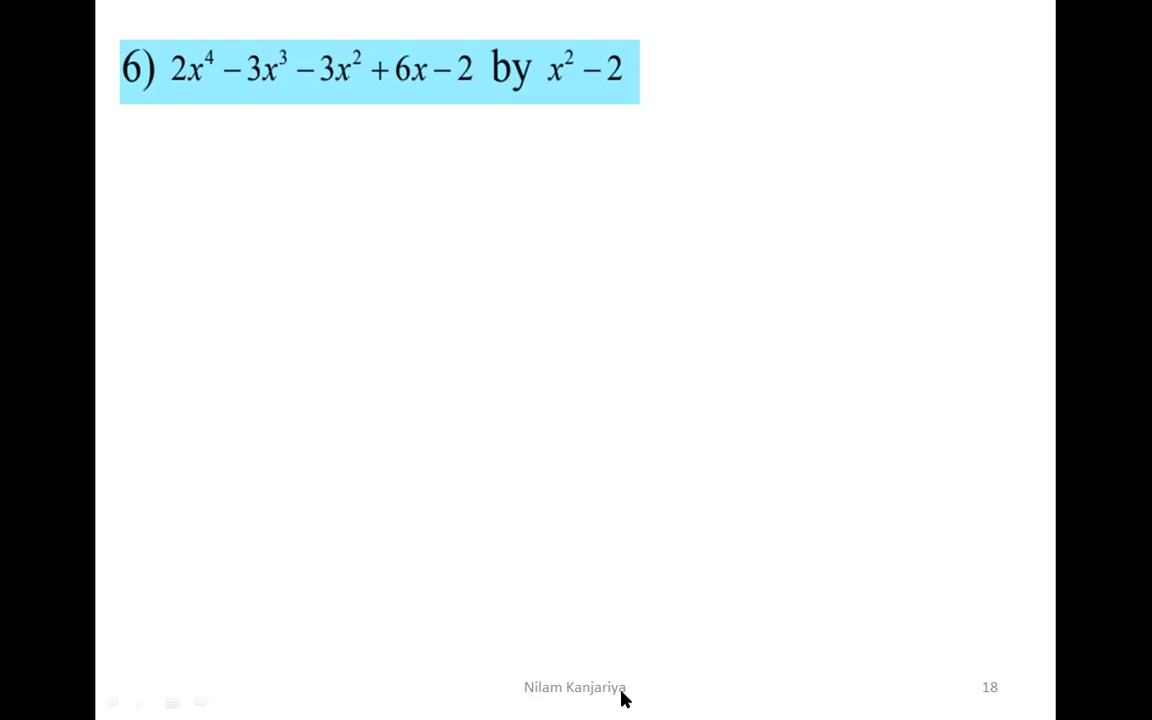 6) 2x⁴ − 3x³ − 3x² + 6x − 2 by x² − 2
Nilam Kanjariya
18